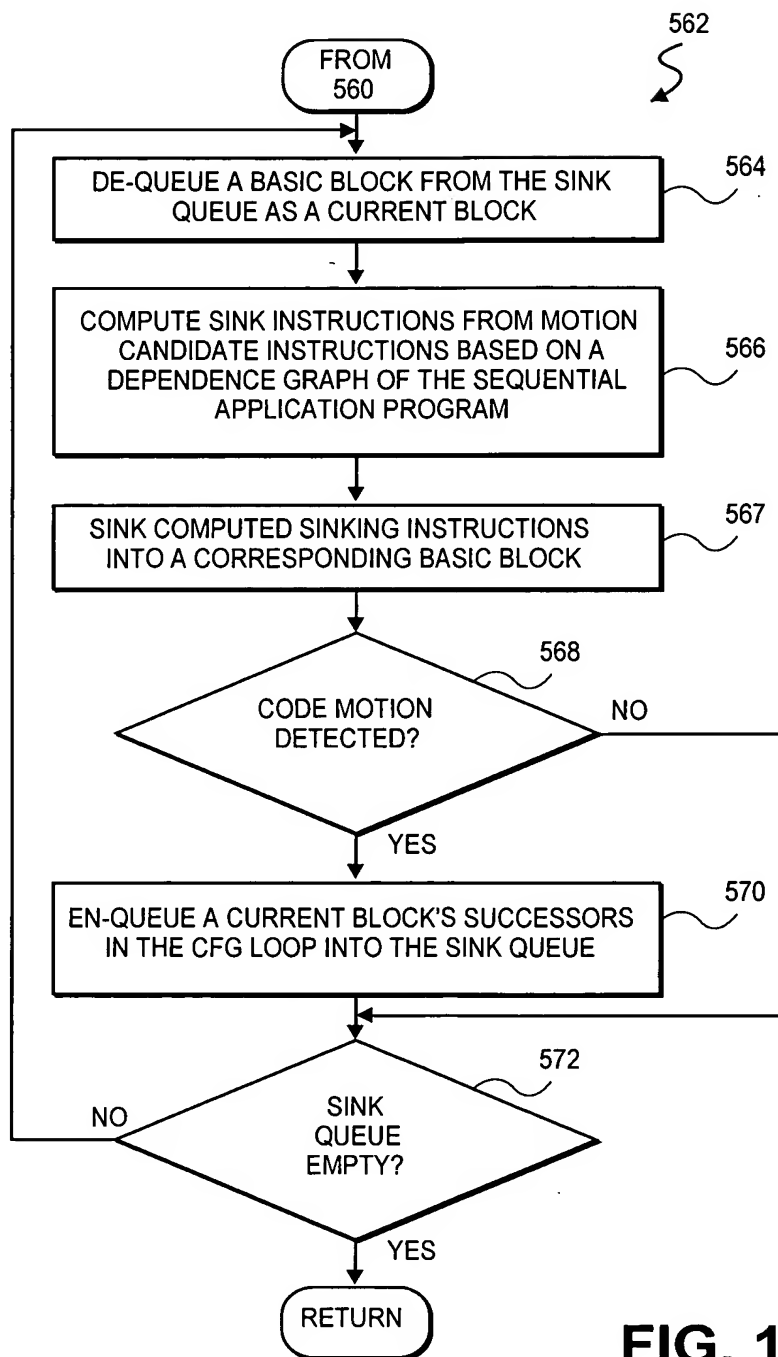 562
FROM
560
DE-QUEUE A BASIC BLOCK FROM THE SINK
QUEUE AS A CURRENT BLOCK
564
COMPUTE SINK INSTRUCTIONS FROM MOTION
CANDIDATE INSTRUCTIONS BASED ON A
DEPENDENCE GRAPH OF THE SEQUENTIAL
APPLICATION PROGRAM
566
SINK COMPUTED SINKING INSTRUCTIONS
INTO A CORRESPONDING BASIC BLOCK
567
568
CODE MOTION
DETECTED?
NO
YES
EN-QUEUE A CURRENT BLOCK'S SUCCESSORS
IN THE CFG LOOP INTO THE SINK QUEUE
570
572
NO
SINK
QUEUE
EMPTY?
YES
RETURN
FIG. 1